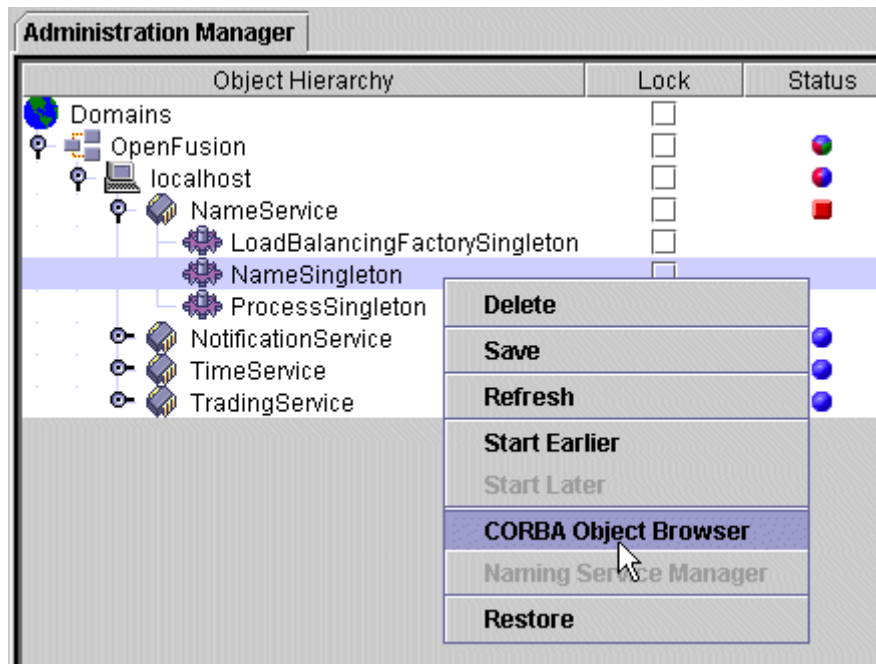 Administration Manager
Object Hierarchy Lock Status
Domains
OpenFusion
localhost
NameService
LoadBalancingFactorySingleton
NameSingleton
ProcessSingleton
NotificationService
TimeService
TradingService
Delete
Save
Refresh
Start Earlier
Start Later
CORBA Object Browser
Naming Service Manager
Restore